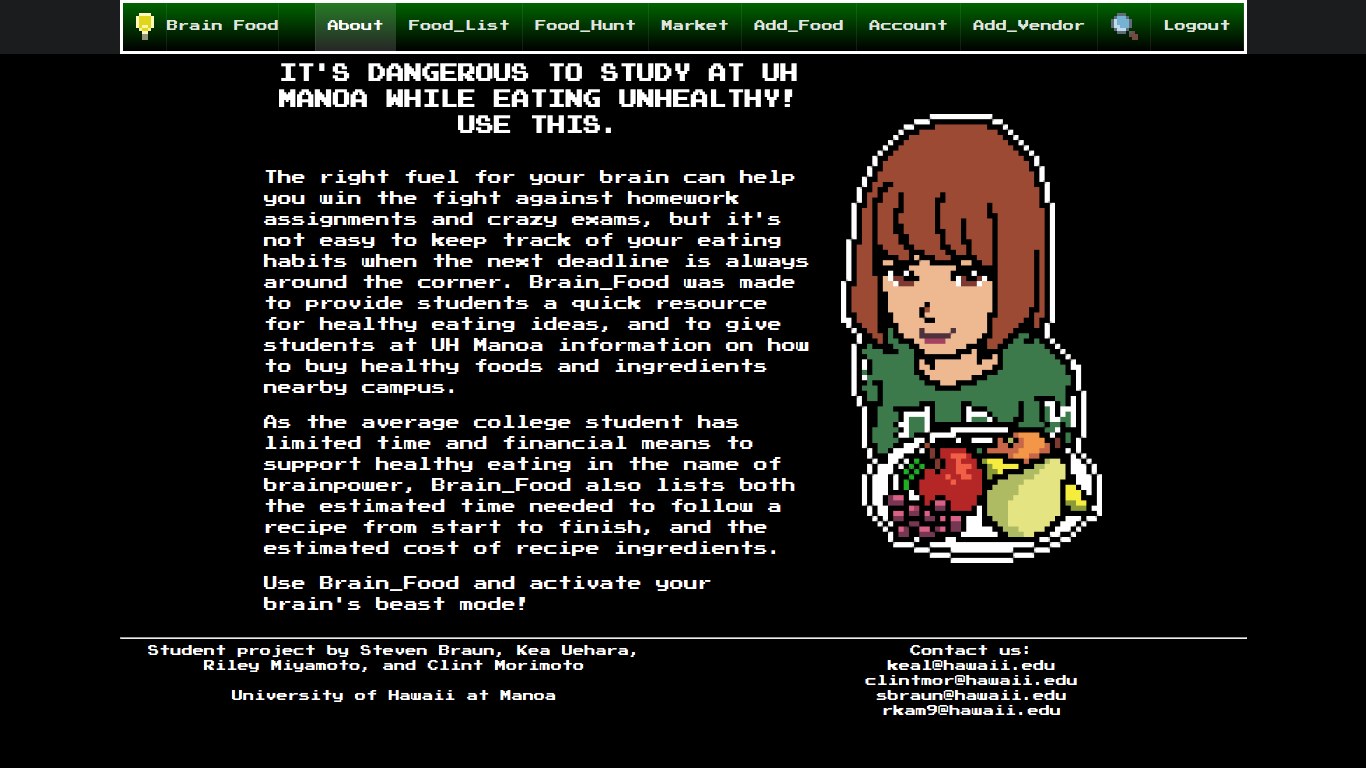 Brain Food About Food_List Food_Hunt Market Add_Food Account Add_Vendor Logout
IT'S DANGEROUS TO STUDY AT UH
MANOA WHILE EATING UNHEALTHY!
USE THIS.
The right fuel for your brain can help
you win the fight against homework
assignments and crazy exams, but it's
not easy to keep track of your eating
habits when the next deadline is always
around the corner. Brain_Food was made
to provide students a quick resource
for healthy eating ideas, and to give
students at UH Manoa information on how
to buy healthy foods and ingredients
nearby campus.
As the average college student has
limited time and financial means to
support healthy eating in the name of
brainpower, Brain_Food also lists both
the estimated time needed to follow a
recipe from start to finish, and the
estimated cost of recipe ingredients.
Use Brain_Food and activate your
brain's beast mode!
Student project by Steven Braun, Kea Uehara,
Riley Miyamoto, and Clint Morimoto
University of Hawaii at Manoa
Contact us:
keal@hawaii.edu
clintmor@hawaii.edu
sbraun@hawaii.edu
rkam9@hawaii.edu